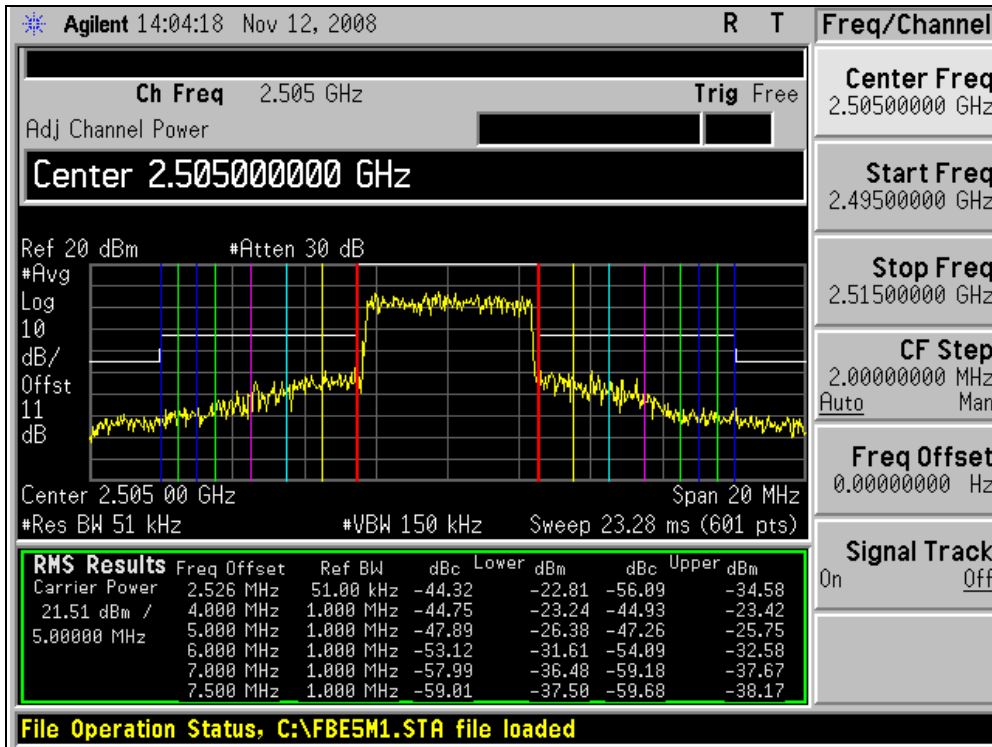 Agilent 14:04:18 Nov 12, 2008 R T
Freq/Channel
Ch Freq 2.505 GHz Trig Free
Adj Channel Power
Center 2.505000000 GHz
Ref 20 dBm #Atten 30 dB
#Avg
Log
10
dB/
Offst
11
dB
Center 2.505 00 GHz Span 20 MHz
#Res BW 51 kHz #VBW 150 kHz Sweep 23.28 ms (601 pts)
RMS Results Freq Offset Ref BW dBc Lower dBm dBc Upper dBm
Carrier Power 2.526 MHz 51.00 kHz -44.32 -22.81 -56.09 -34.58
21.51 dBm / 4.000 MHz 1.000 MHz -44.75 -23.24 -44.93 -23.42
5.00000 MHz 5.000 MHz 1.000 MHz -47.89 -26.38 -47.26 -25.75
6.000 MHz 1.000 MHz -53.12 -31.61 -54.09 -32.58
7.000 MHz 1.000 MHz -57.99 -36.48 -59.18 -37.67
7.500 MHz 1.000 MHz -59.01 -37.50 -59.68 -38.17
File Operation Status, C:\FBE5M1.STA file loaded
Center Freq
2.50500000 GHz
Start Freq
2.49500000 GHz
Stop Freq
2.51500000 GHz
CF Step
2.00000000 MHz
Auto Man
Freq Offset
0.00000000 Hz
Signal Track
On Off